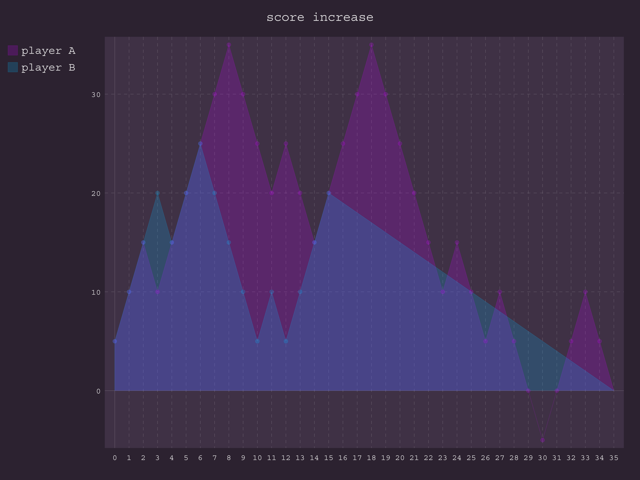 score increase
player A
player B
30
20
10
0
0 1 2 3 4 5 6 7 8 9 10 11 12 13 14 15 16 17 18 19 20 21 22 23 24 25 26 27 28 29 30 31 32 33 34 35